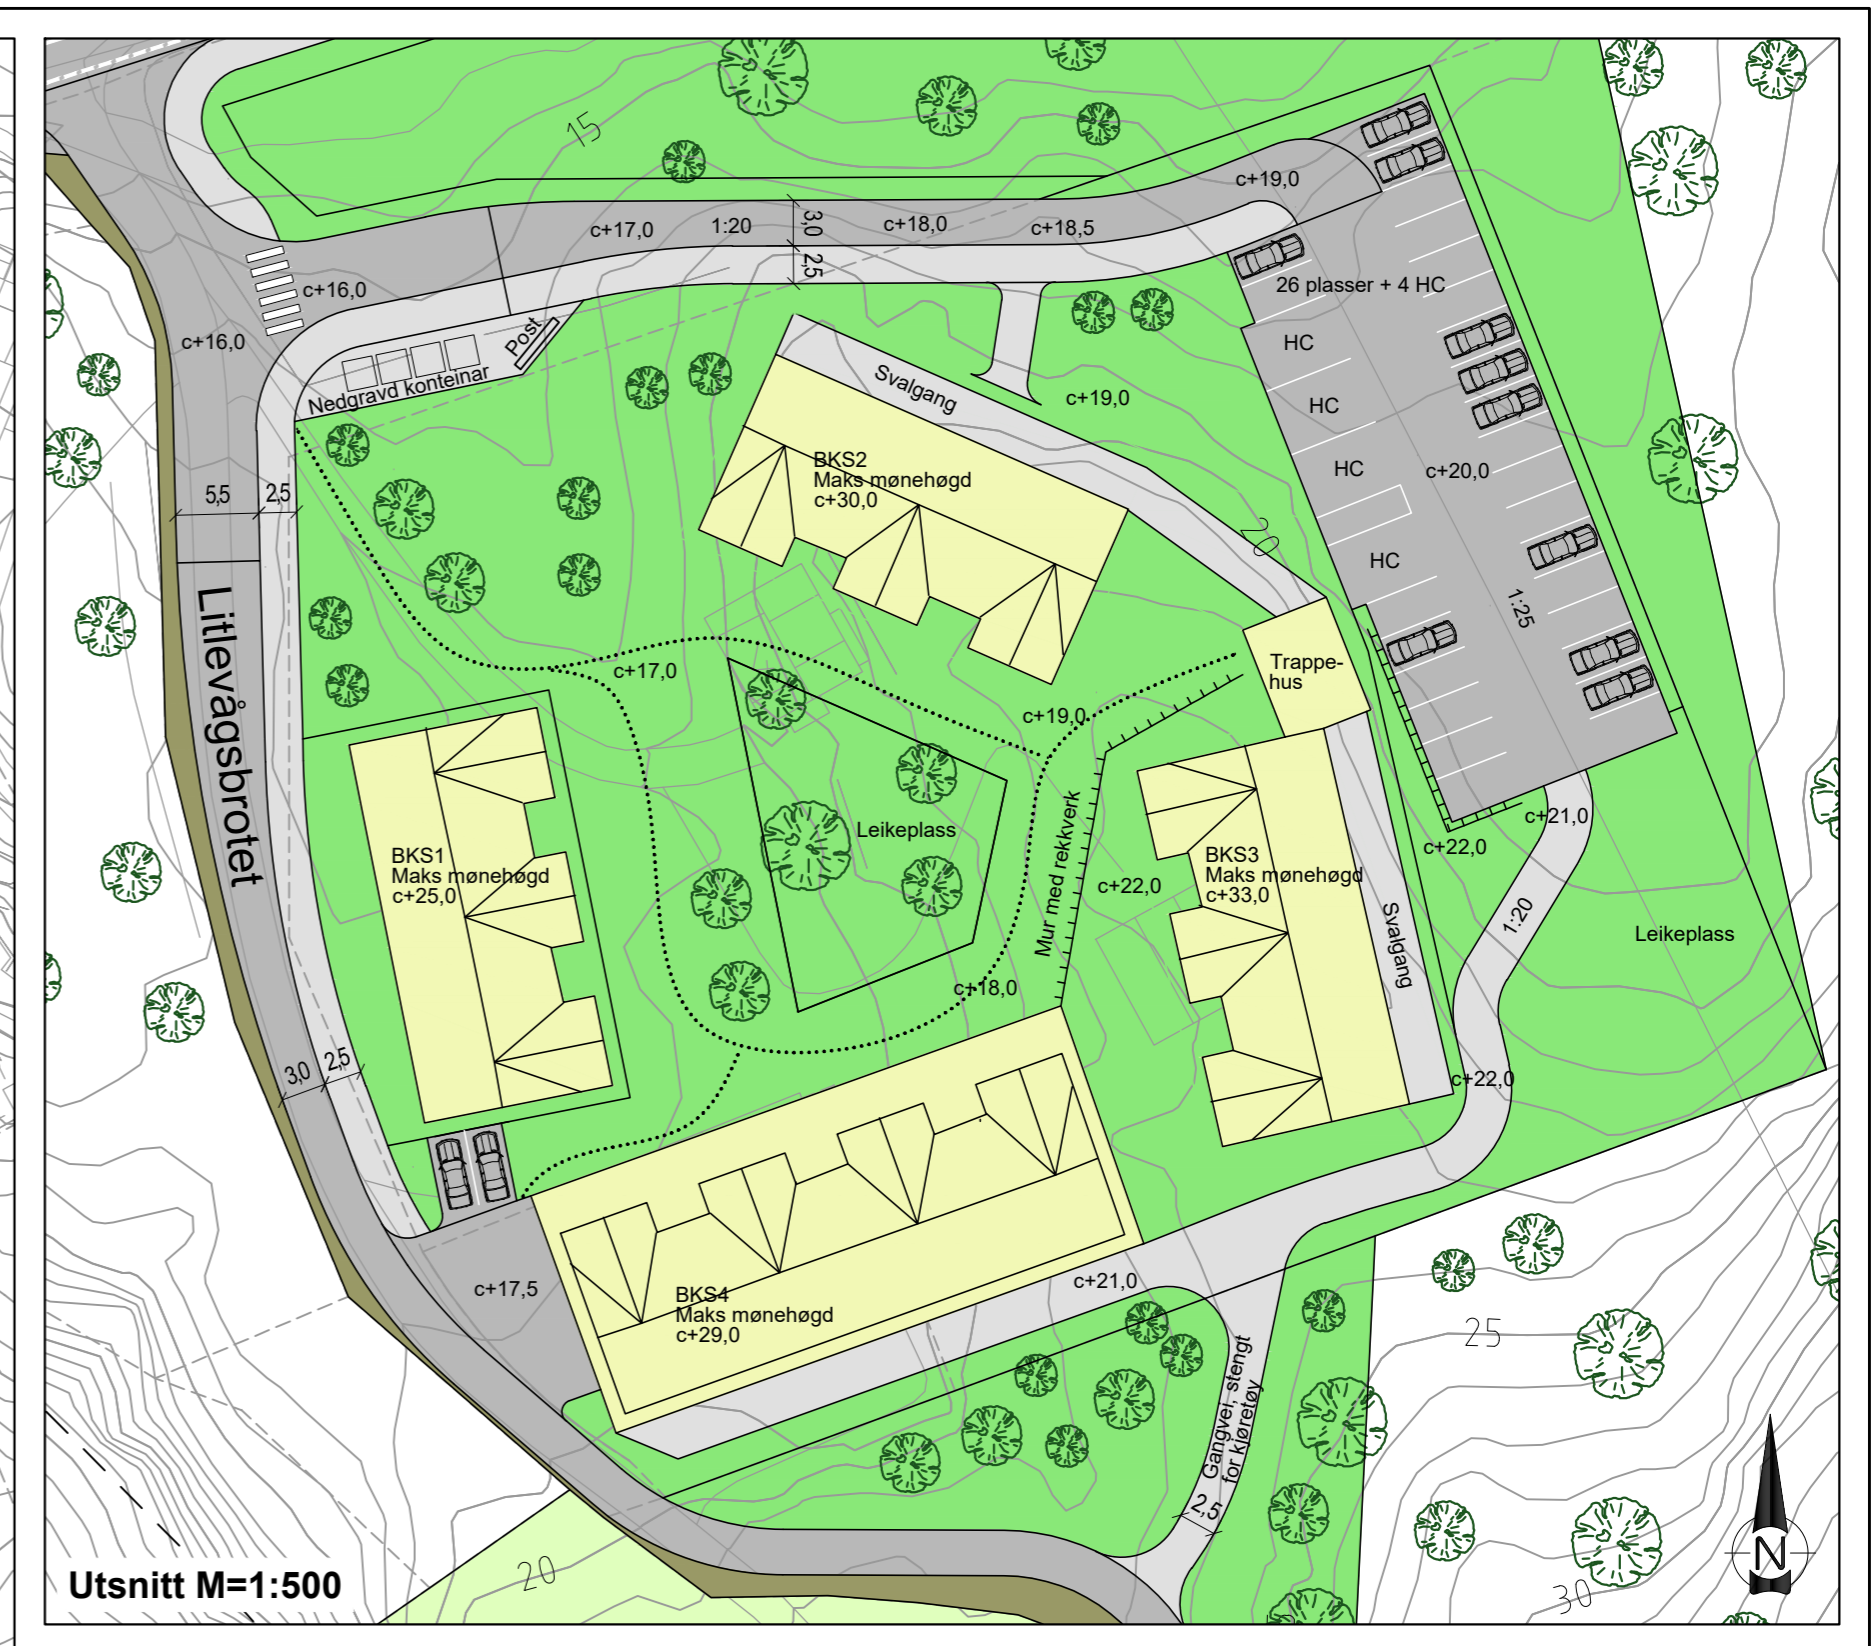 15
c+19,0
c+17,0
1:20
3,0
c+18,0
c+18,5
2,5
26 plasser + 4 HC
c+16,0
c+16,0
Post
Nedgravd konteinar
Svalgang
c+19,0
HC
HC
HC
HC
c+20,0
1:25
20
BKS2
Maks mønehøgd
c+30,0
5,5
2,5
Litlevågsbrotet
c+17,0
Trappe-
hus
c+19,0
Leikeplass
Mur med rekkverk
c+22,0
BKS1
Maks mønehøgd
c+25,0
BKS3
Maks mønehøgd
c+33,0
Svalgang
c+21,0
c+22,0
1:20
Leikeplass
c+18,0
c+22,0
3,0
2,5
c+17,5
BKS4
Maks mønehøgd
c+29,0
c+21,0
Gangvei, stengt
for kjøretøy
2,5
25
20
30
N
Utsnitt M=1:500